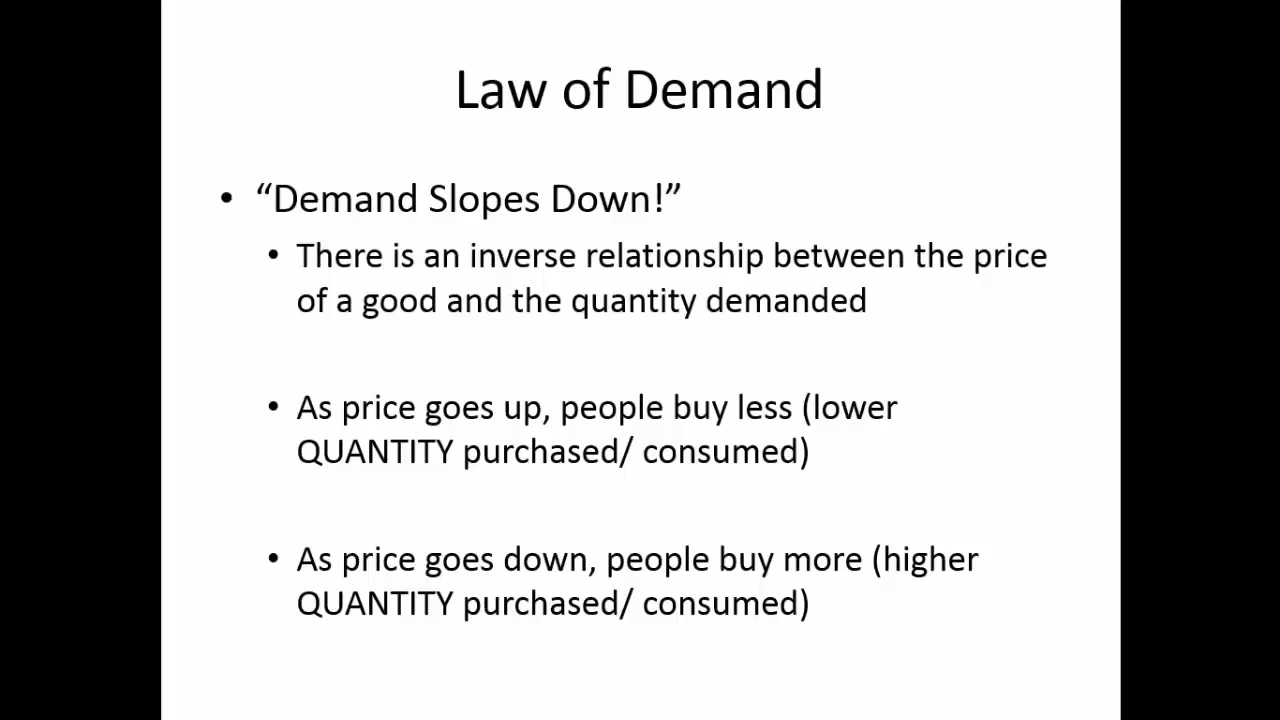 Law of Demand
• “Demand Slopes Down!”
• There is an inverse relationship between the price
of a good and the quantity demanded
• As price goes up, people buy less (lower
QUANTITY purchased/ consumed)
• As price goes down, people buy more (higher
QUANTITY purchased/ consumed)